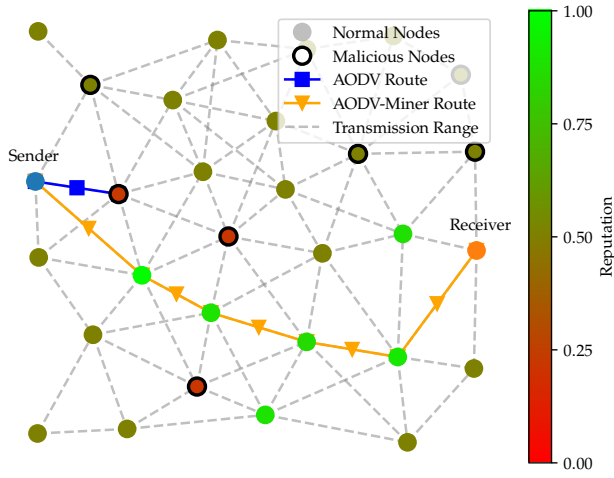 Normal Nodes
Malicious Nodes
AODV Route
AODV-Miner Route
Transmission Range
Sender
Receiver
1.00
0.75
0.50
0.25
0.00
Reputation